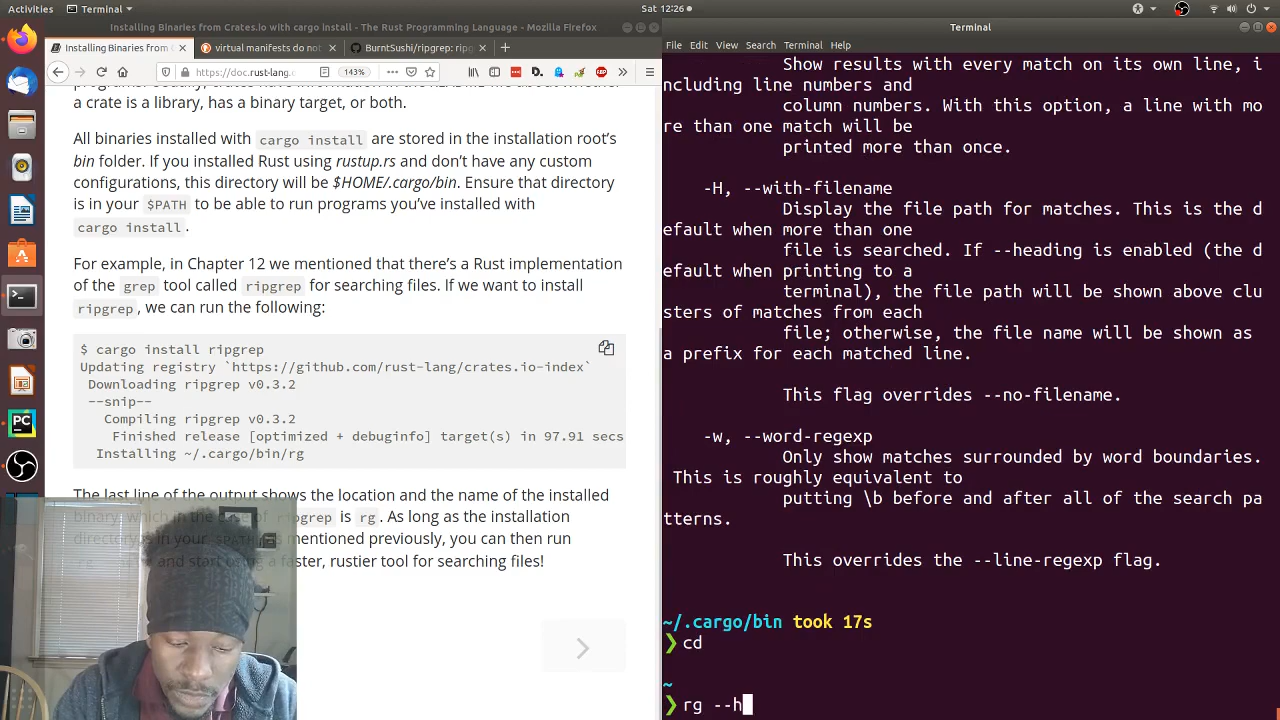 Activities
Terminal
Sat 12:26
Installing Binaries from Crates.io with cargo install - The Rust Programming Language - Mozilla Firefox
Terminal
Installing Binaries from
virtual manifests do not
BurntSushi/ripgrep: rip
https://doc.rust-lang.
143%
File Edit View Search Terminal Help
a crate is a library, has a binary target, or both.
All binaries installed with cargo install are stored in the installation root's
bin folder. If you installed Rust using rustup.rs and don't have any custom
configurations, this directory will be $HOME/.cargo/bin. Ensure that directory
is in your $PATH to be able to run programs you've installed with
cargo install.
For example, in Chapter 12 we mentioned that there's a Rust implementation
of the grep tool called ripgrep for searching files. If we want to install
ripgrep, we can run the following:
$ cargo install ripgrep
Updating registry `https://github.com/rust-lang/crates.io-index`
Downloading ripgrep v0.3.2
--snip--
Compiling ripgrep v0.3.2
Finished release [optimized + debuginfo] target(s) in 97.91 secs
Installing ~/.cargo/bin/rg
The last line of the output shows the location and the name of the installed
binary, which in the case of ripgrep is rg. As long as the installation
directory is in your $PATH, as mentioned previously, you can then run
and start using a faster, rustier tool for searching files!
Show results with every match on its own line, i
ncluding line numbers and
column numbers. With this option, a line with mo
re than one match will be
printed more than once.
-H, --with-filename
Display the file path for matches. This is the d
efault when more than one
file is searched. If --heading is enabled (the d
efault when printing to a
terminal), the file path will be shown above clu
sters of matches from each
file; otherwise, the file name will be shown as
a prefix for each matched line.
This flag overrides --no-filename.
-w, --word-regexp
Only show matches surrounded by word boundaries.
This is roughly equivalent to
putting \b before and after all of the search pa
tterns.
This overrides the --line-regexp flag.
~/.cargo/bin took 17s
❯ cd
~
❯ rg --h